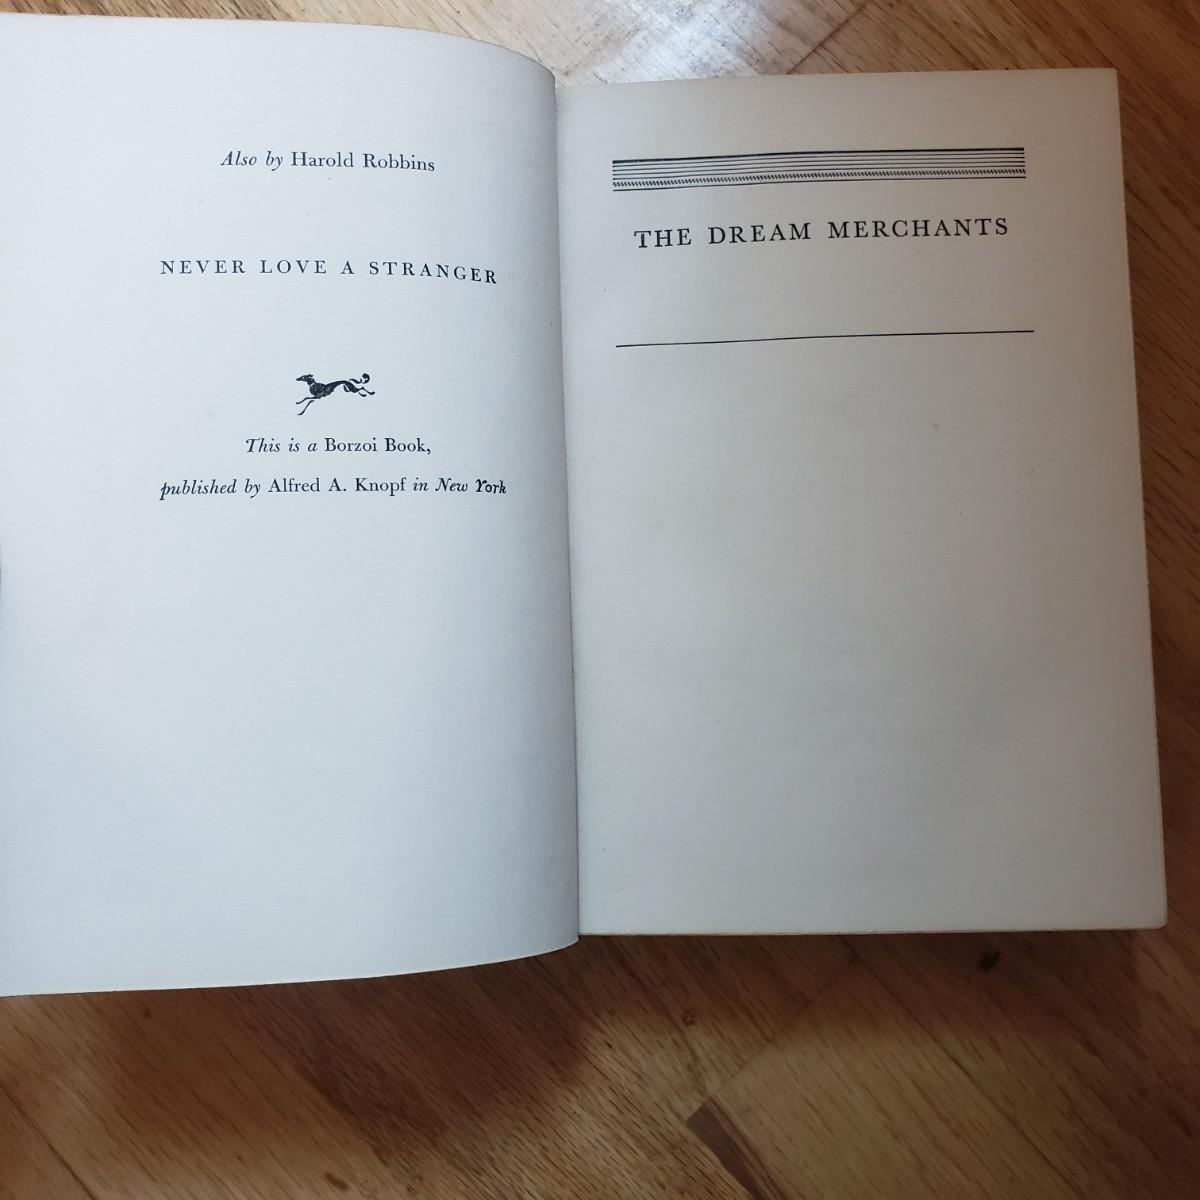 Also by Harold Robbins
NEVER LOVE A STRANGER
This is a Borzoi Book,
published by Alfred A. Knopf in New York
THE DREAM MERCHANTS